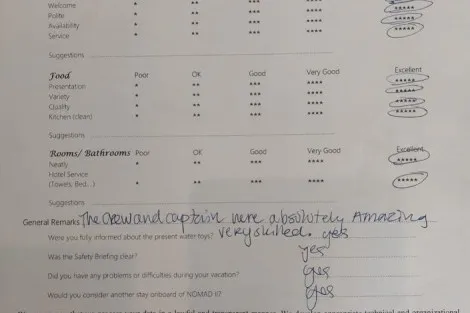 Welcome * ** *** **** *****
Polite * ** *** **** *****
Availability * ** *** **** *****
Service * ** *** **** *****
Suggestions
Food Poor OK Good Very Good Excellent
Presentation * ** *** **** *****
Variety * ** *** **** *****
Quality * ** *** **** *****
Kitchen (clean) * ** *** **** *****
Suggestions
Rooms/ Bathrooms Poor OK Good Very Good Excellent
Neatly * ** *** **** *****
Hotel Service
(Towles, Bed...) * ** *** **** *****
Suggestions
General Remarks The crew and captain were absolutely Amazing
very skilled.
Were you fully informed about the present water toys? yes
Was the Safety Briefing clear? yes
Did you have any problems or difficulties during your vacation? yes
Would you consider another stay onboard of NOMAD II? yes